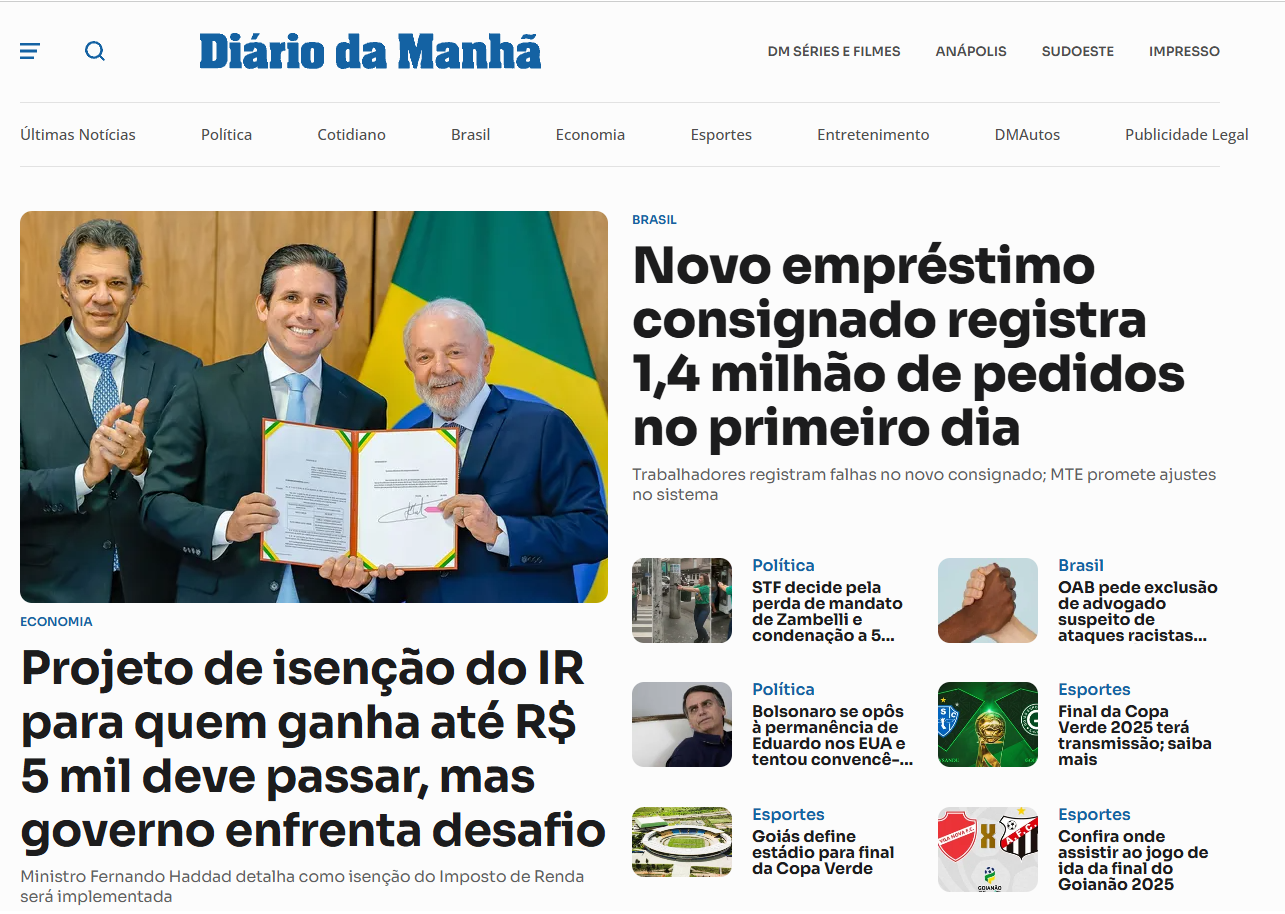 Diário da Manhã
DM SÉRIES E FILMES
ANÁPOLIS
SUDOESTE
IMPRESSO
Últimas Notícias
Política
Cotidiano
Brasil
Economia
Esportes
Entretenimento
DMAutos
Publicidade Legal
ECONOMIA
Projeto de isenção do IR
para quem ganha até R$
5 mil deve passar, mas
governo enfrenta desafio
Ministro Fernando Haddad detalha como isenção do Imposto de Renda
será implementada
BRASIL
Novo empréstimo
consignado registra
1,4 milhão de pedidos
no primeiro dia
Trabalhadores registram falhas no novo consignado; MTE promete ajustes
no sistema
Política
STF decide pela
perda de mandato
de Zambelli e
condenação a 5...
Brasil
OAB pede exclusão
de advogado
suspeito de
ataques racistas...
Política
Bolsonaro se opôs
à permanência de
Eduardo nos EUA e
tentou convencê-...
Esportes
Final da Copa
Verde 2025 terá
transmissão; saiba
mais
Esportes
Goiás define
estádio para final
da Copa Verde
VILA NOVA F.C.
X
A.F.C.
GOIANÃO
Esportes
Confira onde
assistir ao jogo de
ida da final do
Goianão 2025